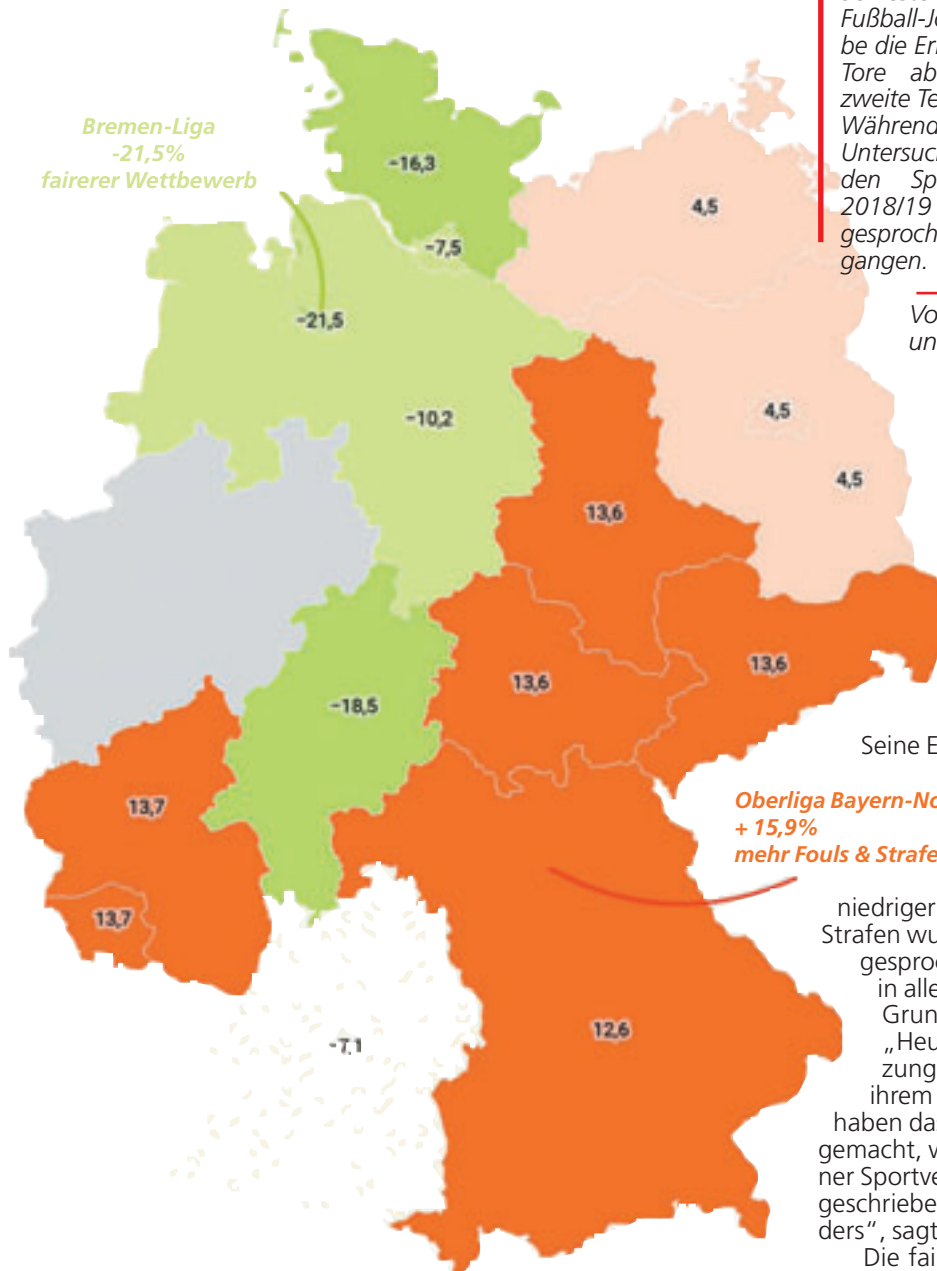 Fußball-Je
be die Er
Tore ab
zweite Te
Während
Untersuc
den Sp
2018/19
gesproch
gangen.
Vo
un
Bremen-Liga
-21,5%
fairerer Wettbewerb
-16,3
-7,5
4,5
-21,5
-10,2
4,5
4,5
13,6
13,6
13,6
-18,5
13,7
13,7
-7,1
12,6
Seine E
Oberliga Bayern-No
+ 15,9%
mehr Fouls & Strafe
niedriger
Strafen wu
gesproc
in alle
Grun
„Heu
zung
ihrem
haben das
gemacht, v
ner Sportve
geschriebe
ders“, sagt
Die fai